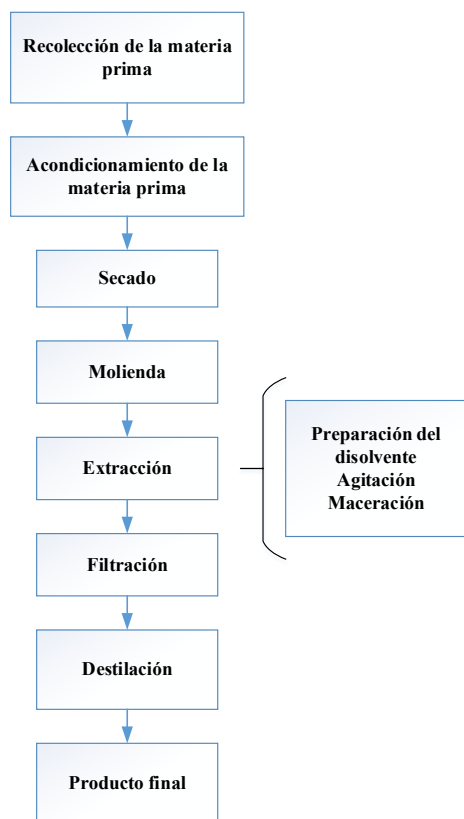 Recolección de la materia
prima
Acondicionamiento de la
materia prima
Secado
Molienda
Extracción
Preparación del
disolvente
Agitación
Maceración
Filtración
Destilación
Producto final